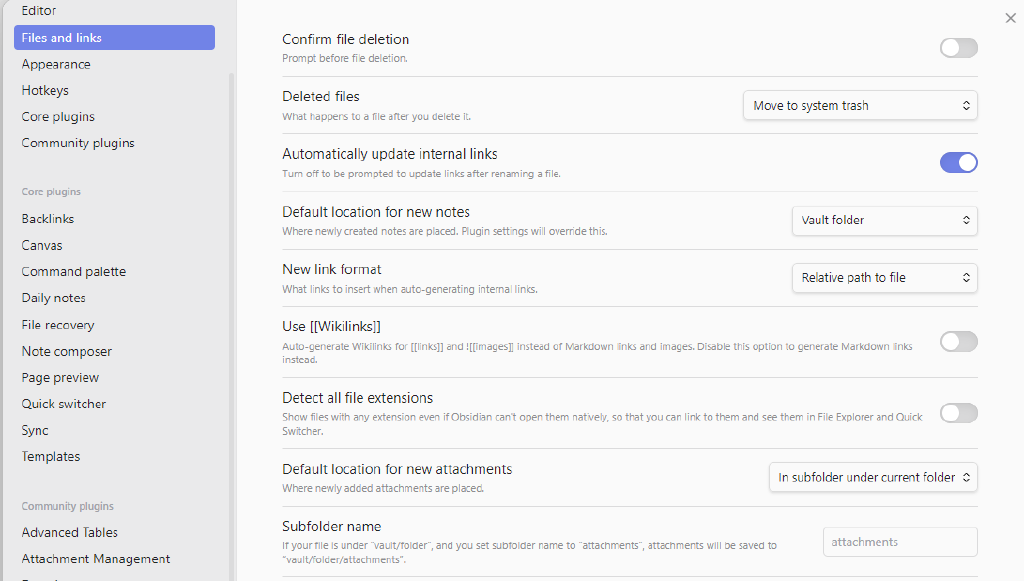 Editor
Files and links
Appearance
Hotkeys
Core plugins
Community plugins
Core plugins
Backlinks
Canvas
Command palette
Daily notes
File recovery
Note composer
Page preview
Quick switcher
Sync
Templates
Community plugins
Advanced Tables
Attachment Management
Confirm file deletion
Prompt before file deletion.
Deleted files
What happens to a file after you delete it.
Move to system trash
Automatically update internal links
Turn off to be prompted to update links after renaming a file.
Default location for new notes
Where newly created notes are placed. Plugin settings will override this.
Vault folder
New link format
What links to insert when auto-generating internal links.
Relative path to file
Use [[Wikilinks]]
Auto-generate Wikilinks for [[links]] and ![[images]] instead of Markdown links and images. Disable this option to generate Markdown links
instead.
Detect all file extensions
Show files with any extension even if Obsidian can't open them natively, so that you can link to them and see them in File Explorer and Quick
Switcher.
Default location for new attachments
Where newly added attachments are placed.
In subfolder under current folder
Subfolder name
If your file is under "vault/folder", and you set subfolder name to "attachments", attachments will be saved to
"vault/folder/attachments".
attachments